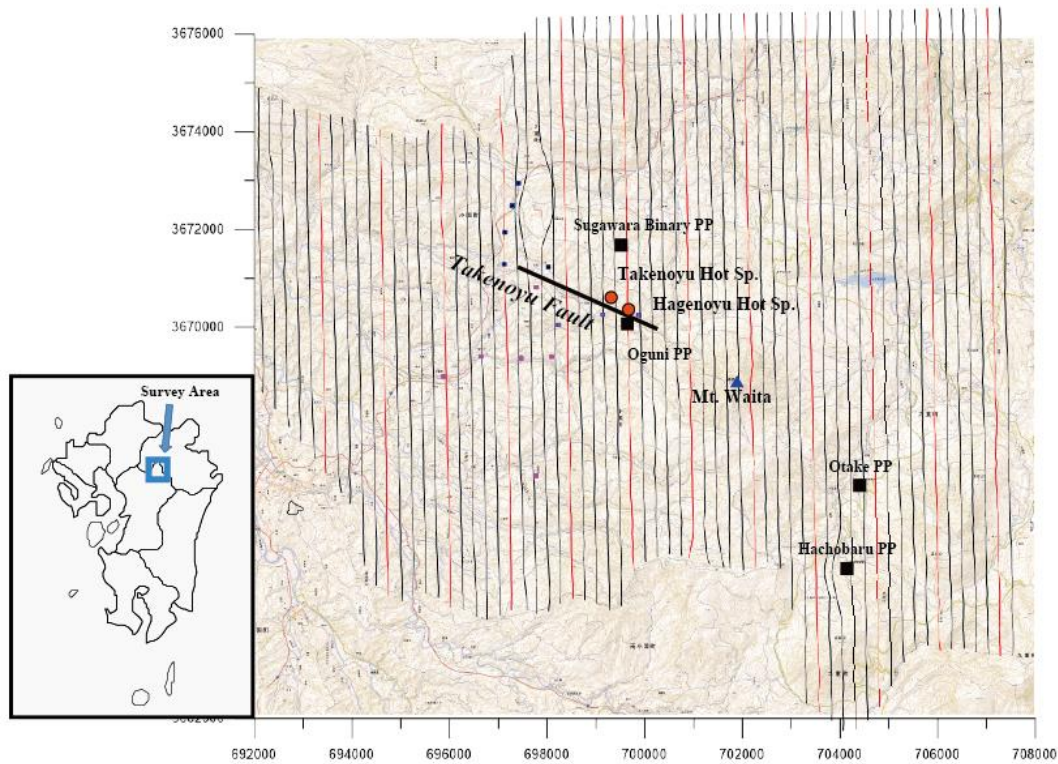 3676000
3674000
3672000
3670000
Sugawara Binary PP
Takenoyu Hot Sp.
Takenoyu Fault
Hagenoyu Hot Sp.
Oguni PP
Mt. Waita
Otake PP
Hachobaru PP
Survey Area
692000
694000
696000
698000
700000
702000
704000
706000
708000